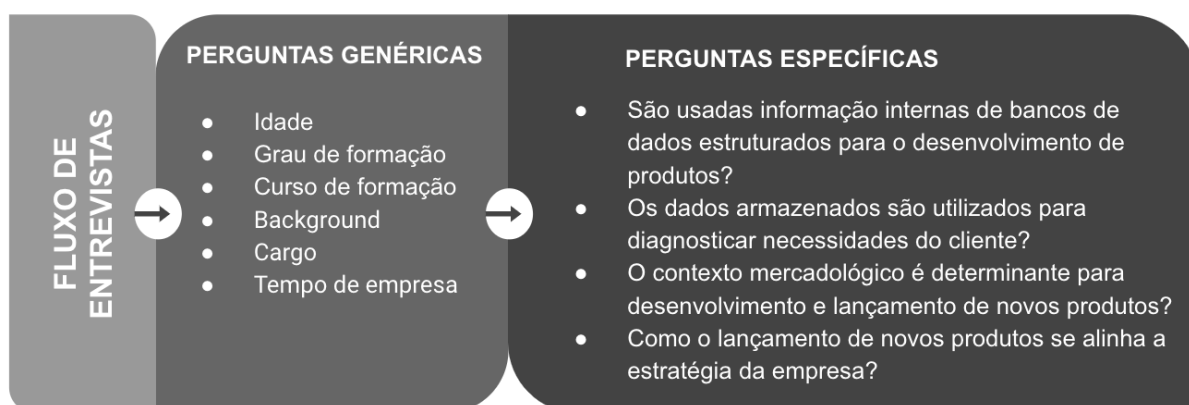 FLUXO DE
ENTREVISTAS
PERGUNTAS GENÉRICAS
● Idade
● Grau de formação
● Curso de formação
● Background
● Cargo
● Tempo de empresa
PERGUNTAS ESPECÍFICAS
● São usadas informação internas de bancos de
dados estruturados para o desenvolvimento de
produtos?
● Os dados armazenados são utilizados para
diagnosticar necessidades do cliente?
● O contexto mercadológico é determinante para
desenvolvimento e lançamento de novos produtos?
● Como o lançamento de novos produtos se alinha a
estratégia da empresa?